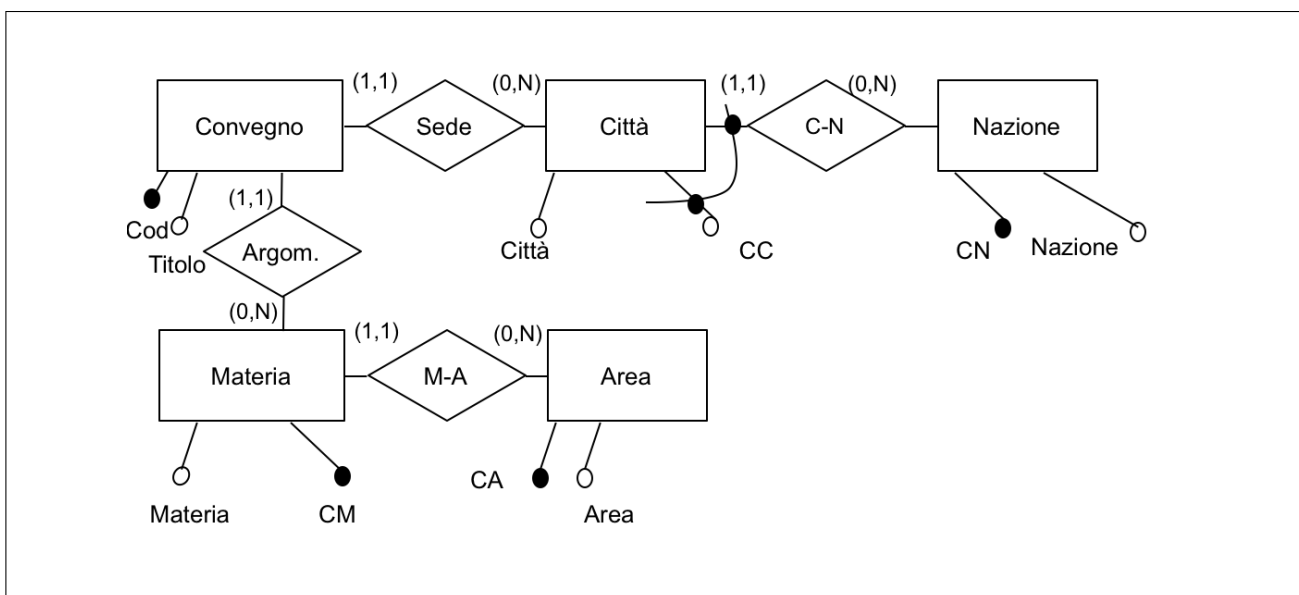 (1,1) (0,N) (1,1) (0,N)
Convegno Sede Città C-N Nazione
(1,1)
Cod
Titolo Argom. Città CC CN Nazione
(0,N) (1,1) (0,N)
Materia M-A Area
CA
Materia CM Area